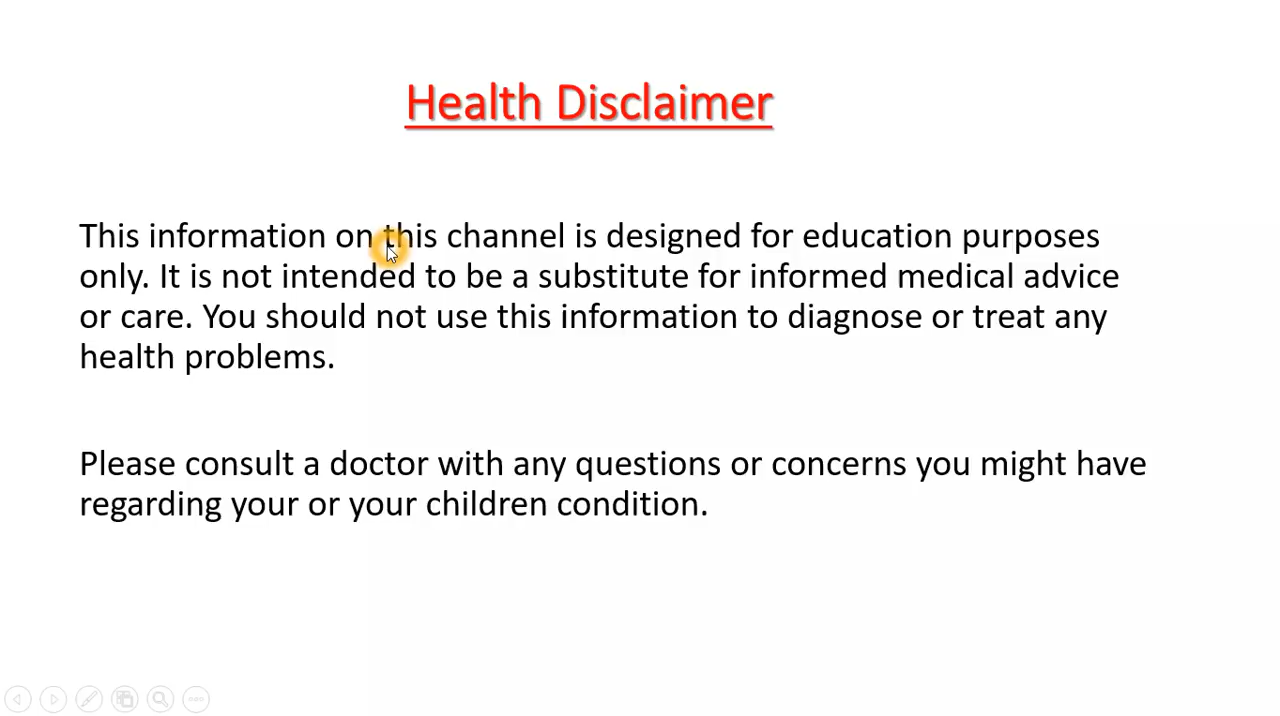 Health Disclaimer
This information on this channel is designed for education purposes
only. It is not intended to be a substitute for informed medical advice
or care. You should not use this information to diagnose or treat any
health problems.
Please consult a doctor with any questions or concerns you might have
regarding your or your children condition.